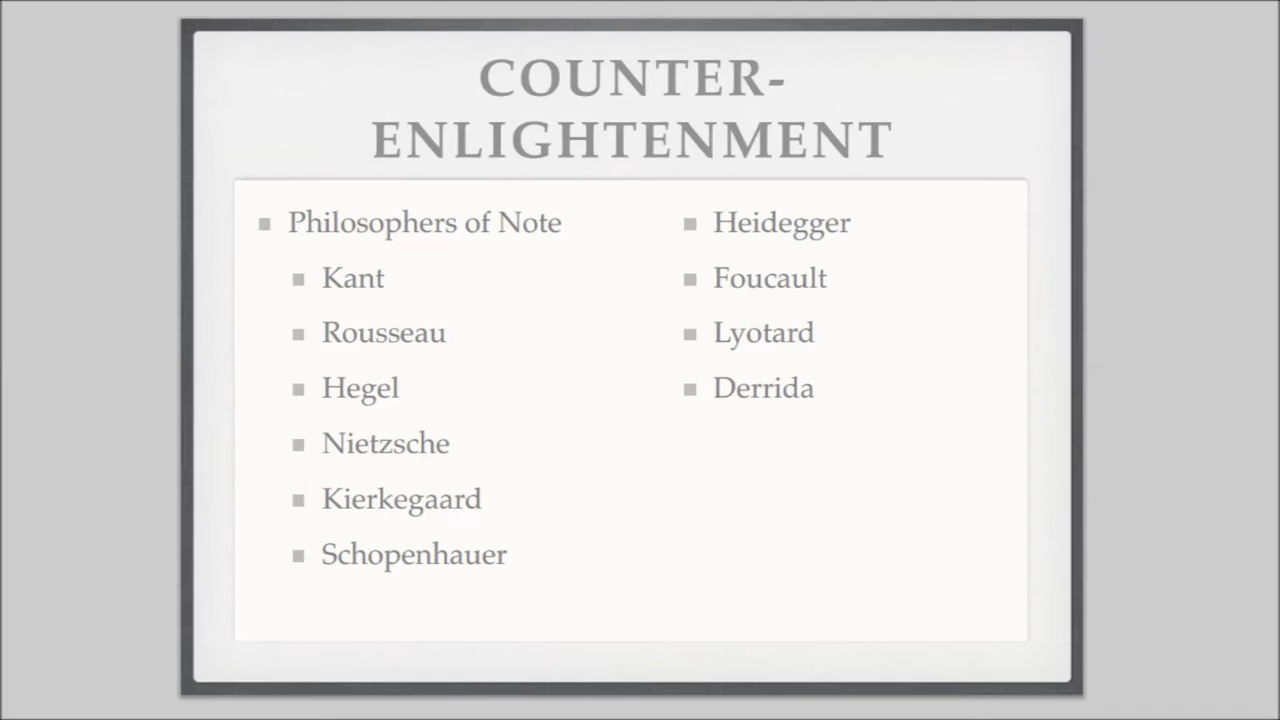 COUNTER-
ENLIGHTENMENT
Philosophers of Note
Kant
Rousseau
Hegel
Nietzsche
Kierkegaard
Schopenhauer
Heidegger
Foucault
Lyotard
Derrida